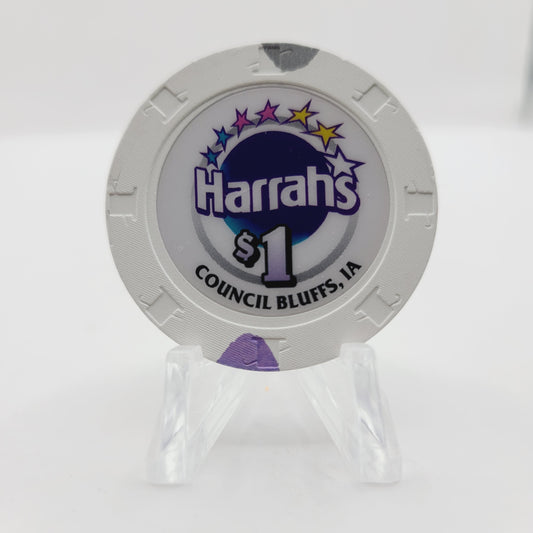 Harrah's
$1
COUNCIL BLUFFS, IA